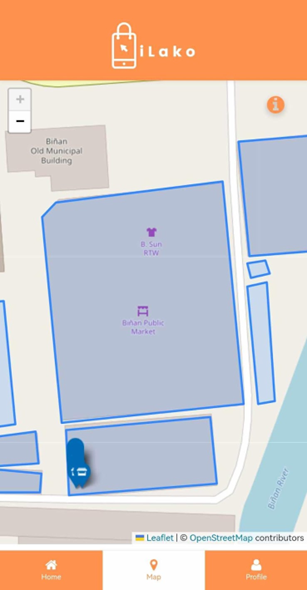 iLako
+
−
i
Biñan
Old Municipal
Building
B. Sun
RTW
Biñan Public
Market
Biñan River
Leaflet | © OpenStreetMap contributors
Home
Map
Profile